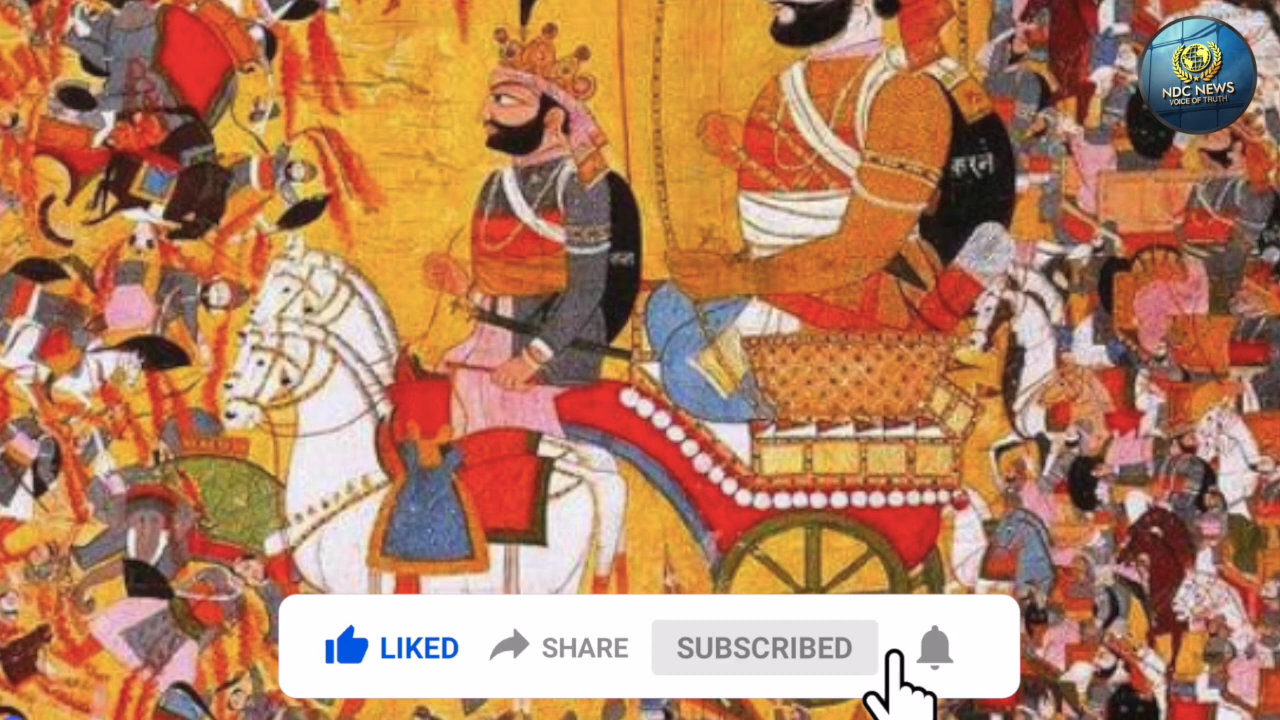 NDC NEWS
VOICE OF TRUTH
करनं
LIKED SHARE SUBSCRIBED